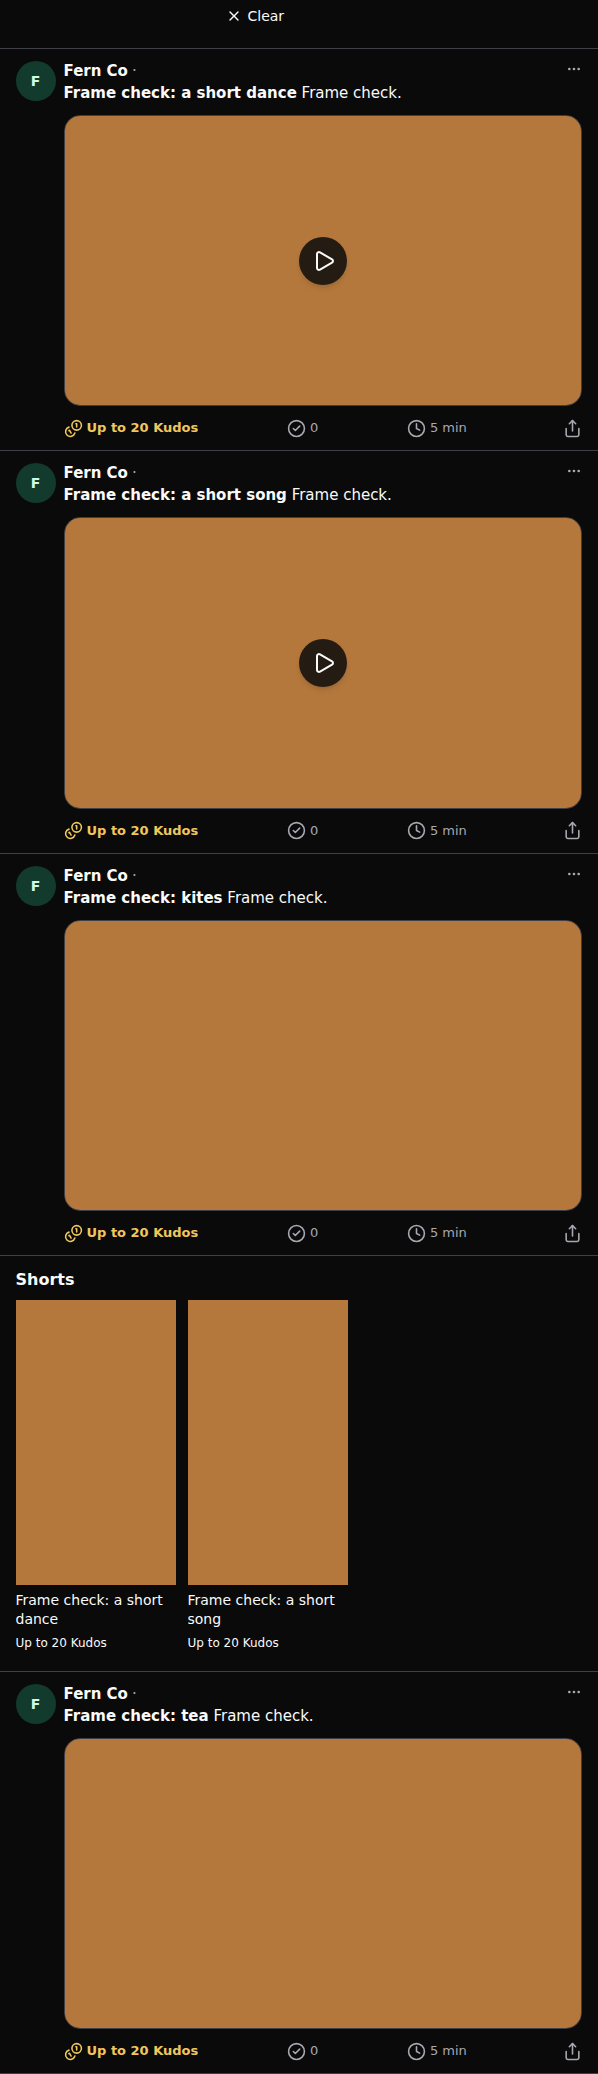 Clear
F
Fern Co ·
Frame check: a short dance Frame check.
Up to 20 Kudos
0
5 min
F
Fern Co ·
Frame check: a short song Frame check.
Up to 20 Kudos
0
5 min
F
Fern Co ·
Frame check: kites Frame check.
Up to 20 Kudos
0
5 min
Shorts
Frame check: a short
dance
Up to 20 Kudos
Frame check: a short
song
Up to 20 Kudos
F
Fern Co ·
Frame check: tea Frame check.
Up to 20 Kudos
0
5 min